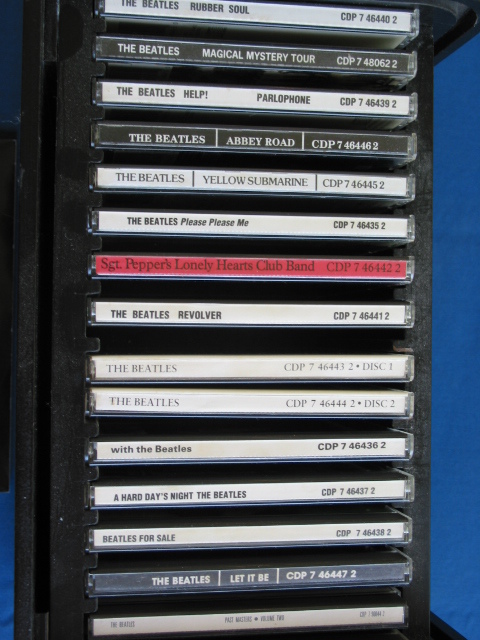 THE BEATLES RUBBER SOUL CDP 7 46440 2
THE BEATLES MAGICAL MYSTERY TOUR CDP 7 48062 2
THE BEATLES HELP! PARLOPHONE CDP 7 46439 2
THE BEATLES ABBEY ROAD CDP 7 46446 2
THE BEATLES YELLOW SUBMARINE CDP 7 46445 2
THE BEATLES Please Please Me CDP 7 46435 2
Sgt. Pepper's Lonely Hearts Club Band CDP 7 46442 2
THE BEATLES REVOLVER CDP 7 46441 2
THE BEATLES CDP 7 46443 2 • DISC 1
THE BEATLES CDP 7 46444 2 • DISC 2
with the Beatles CDP 7 46436 2
A HARD DAY'S NIGHT THE BEATLES CDP 7 46437 2
BEATLES FOR SALE CDP 7 46438 2
THE BEATLES LET IT BE CDP 7 46447 2
THE BEATLES PAST MASTERS • VOLUME TWO CDP 7